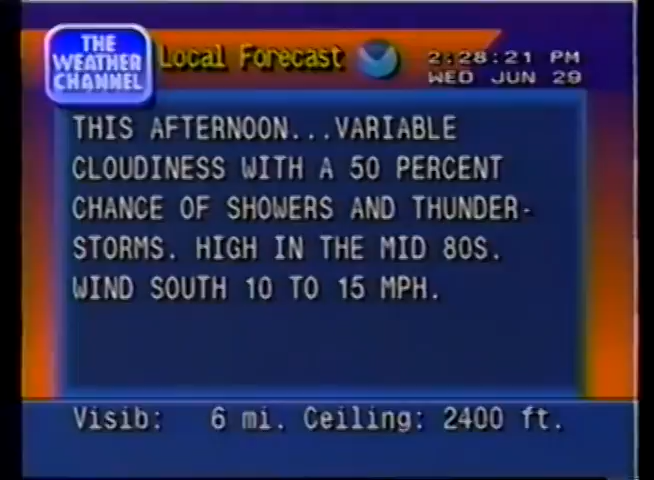 THE
WEATHER
CHANNEL
Local Forecast
2:28:21 PM
WED JUN 29
THIS AFTERNOON...VARIABLE
CLOUDINESS WITH A 50 PERCENT
CHANCE OF SHOWERS AND THUNDER-
STORMS. HIGH IN THE MID 80S.
WIND SOUTH 10 TO 15 MPH.
Visib: 6 mi. Ceiling: 2400 ft.